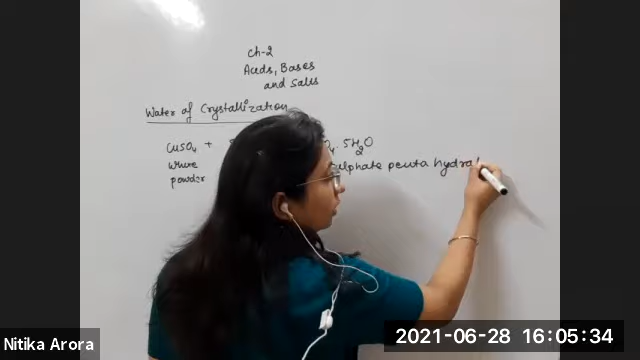 Ch-2
Acids, Bases
and Salts
Water of Crystallization
CuSO4 + . 5H2O
white penta hydra
powder
Nitika Arora
2021-06-28 16:05:34